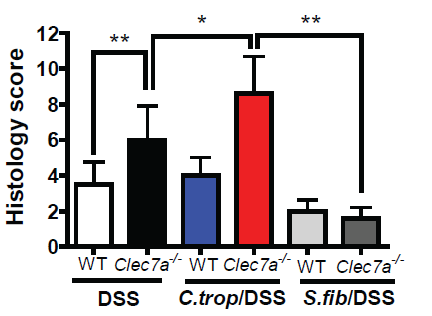 12
10
8
6
4
2
0
Histology score
** * **
WT Clec7a-/- WT Clec7a-/- WT Clec7a-/-
DSS C.trop/DSS S.fib/DSS